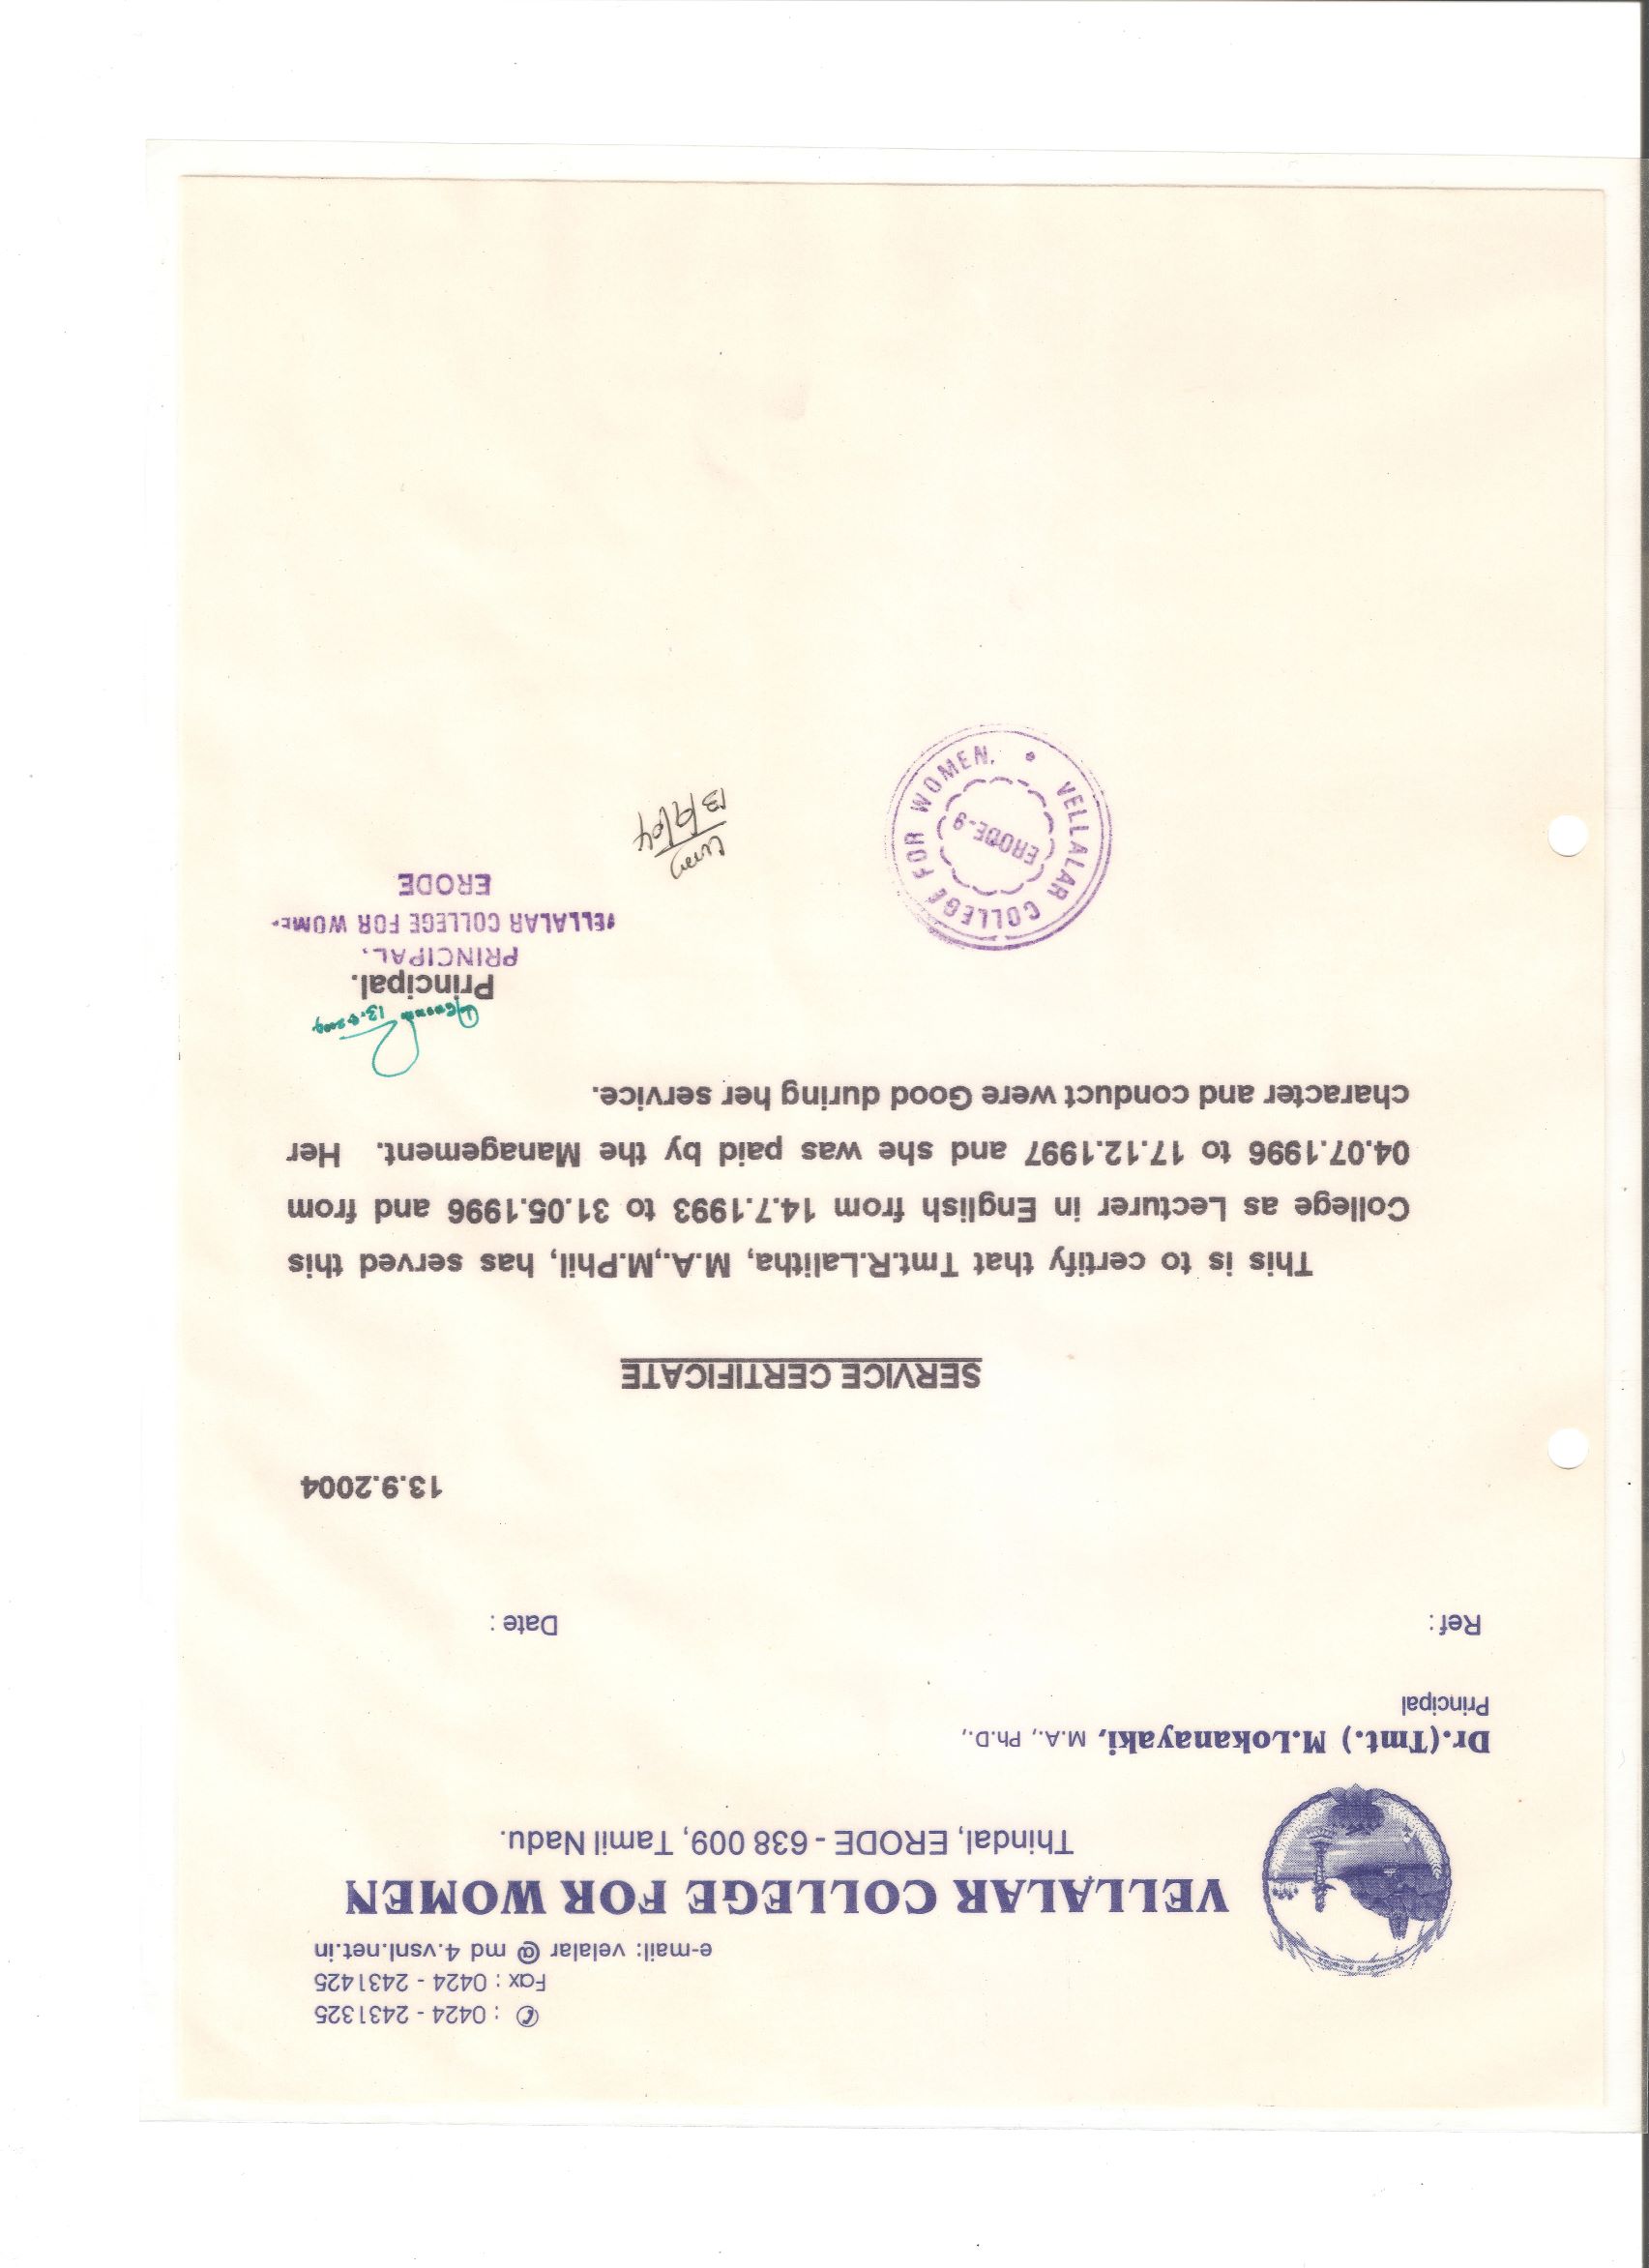 ✆ : 0424 - 2431325
Fax : 0424 - 2431425
e-mail: velalar @ md 4.vsnl.net.in
VELLALAR COLLEGE FOR WOMEN
Thindal, ERODE - 638 009, Tamil Nadu.
Dr.(Tmt.) M.Lokanayaki, M.A., Ph.D.,
Principal
Ref :
Date :
13.9.2004
SERVICE CERTIFICATE
This is to certify that Tmt.R.Lalitha, M.A.,M.Phil, has served this
College as Lecturer in English from 14.7.1993 to 31.05.1996 and from
04.07.1996 to 17.12.1997 and she was paid by the Management. Her
character and conduct were Good during her service.
13.9.2004
Principal.
PRINCIPAL,
VELLALAR COLLEGE FOR WOMEN
ERODE
VELLALAR COLLEGE FOR WOMEN.
ERODE-9
13/9/04